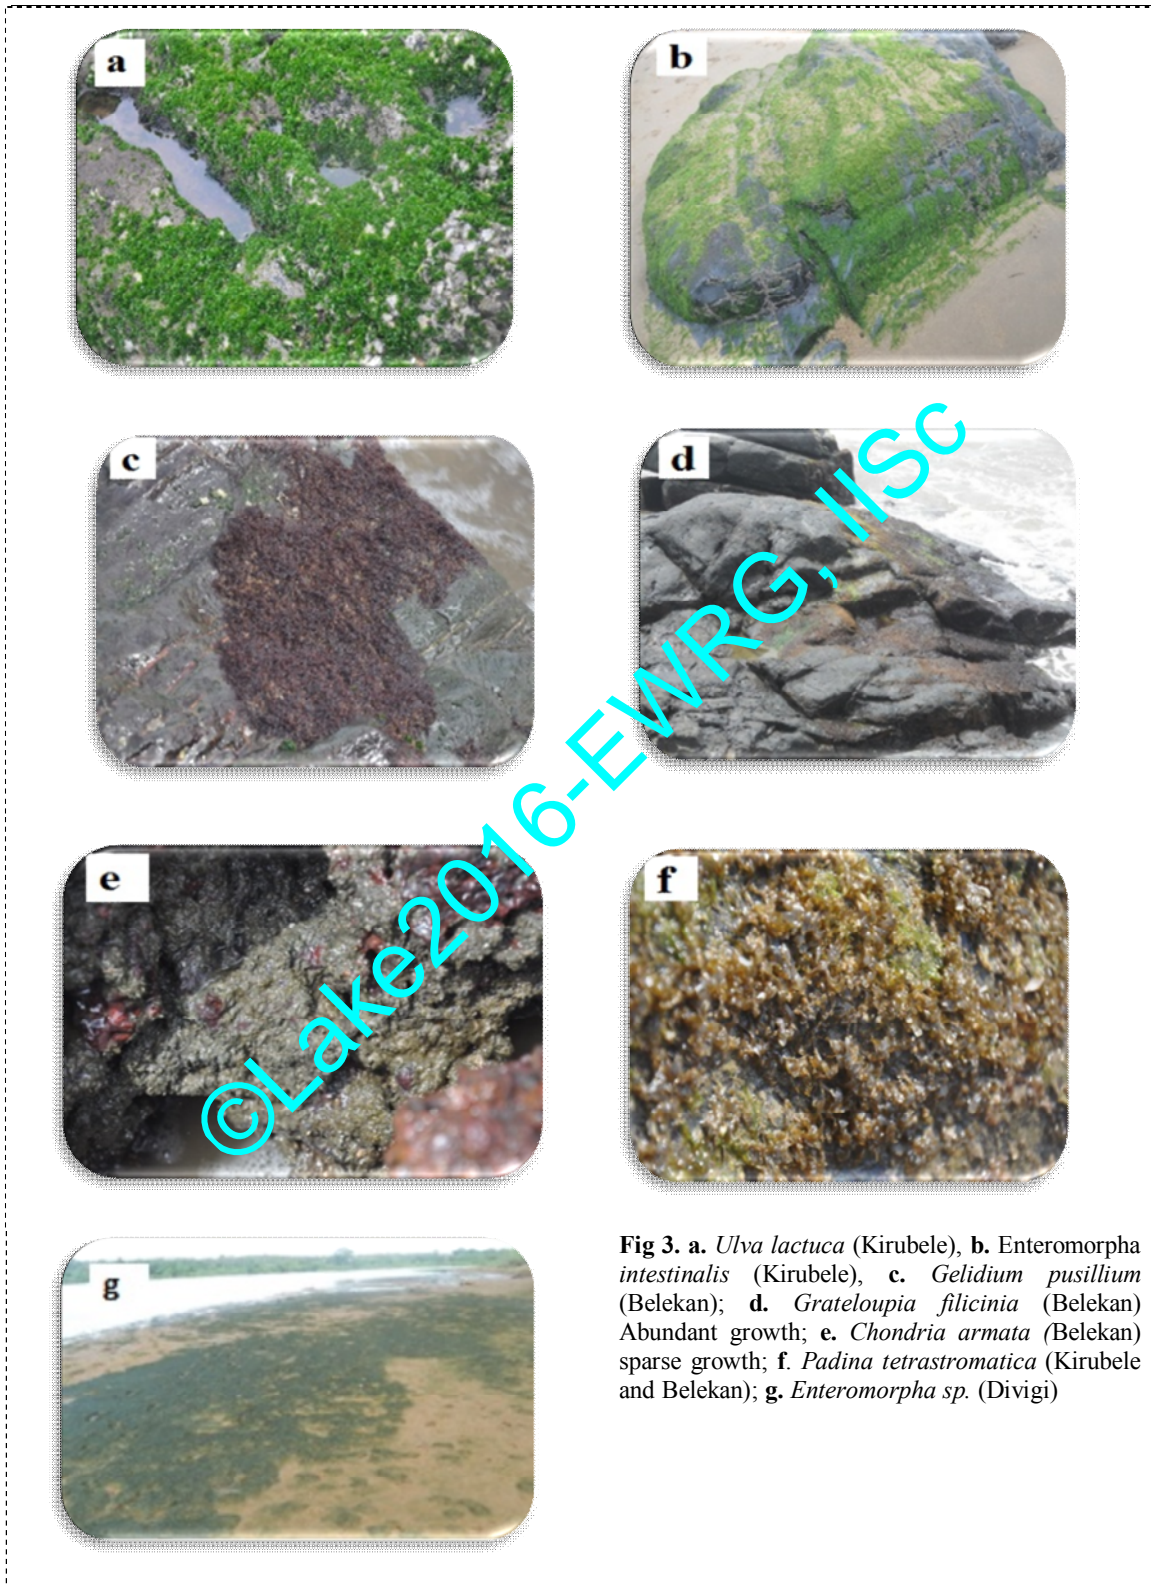 a
b
c
d
e
f
g
©Lake2016-EWRG, IISc
Fig 3. a. Ulva lactuca (Kirubele), b. Enteromorpha
intestinalis (Kirubele), c. Gelidium pusillium
(Belekan); d. Grateloupia filicinia (Belekan)
Abundant growth; e. Chondria armata (Belekan)
sparse growth; f. Padina tetrastromatica (Kirubele
and Belekan); g. Enteromorpha sp. (Divigi)